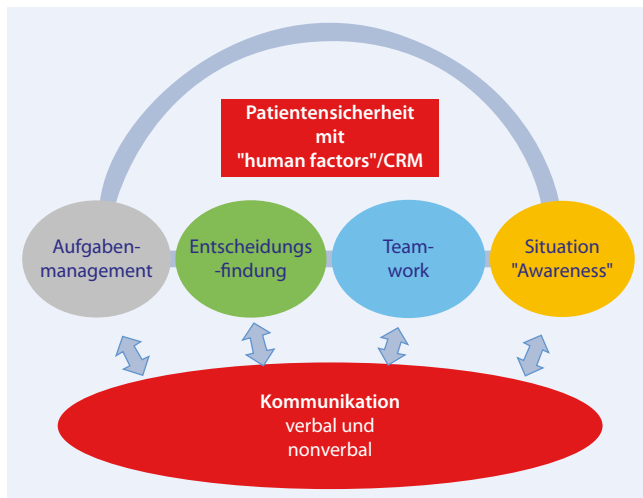 Patientensicherheit
mit
"human factors"/CRM
Aufgaben-
management
Entscheidungs
-findung
Team-
work
Situation
"Awareness"
Kommunikation
verbal und
nonverbal